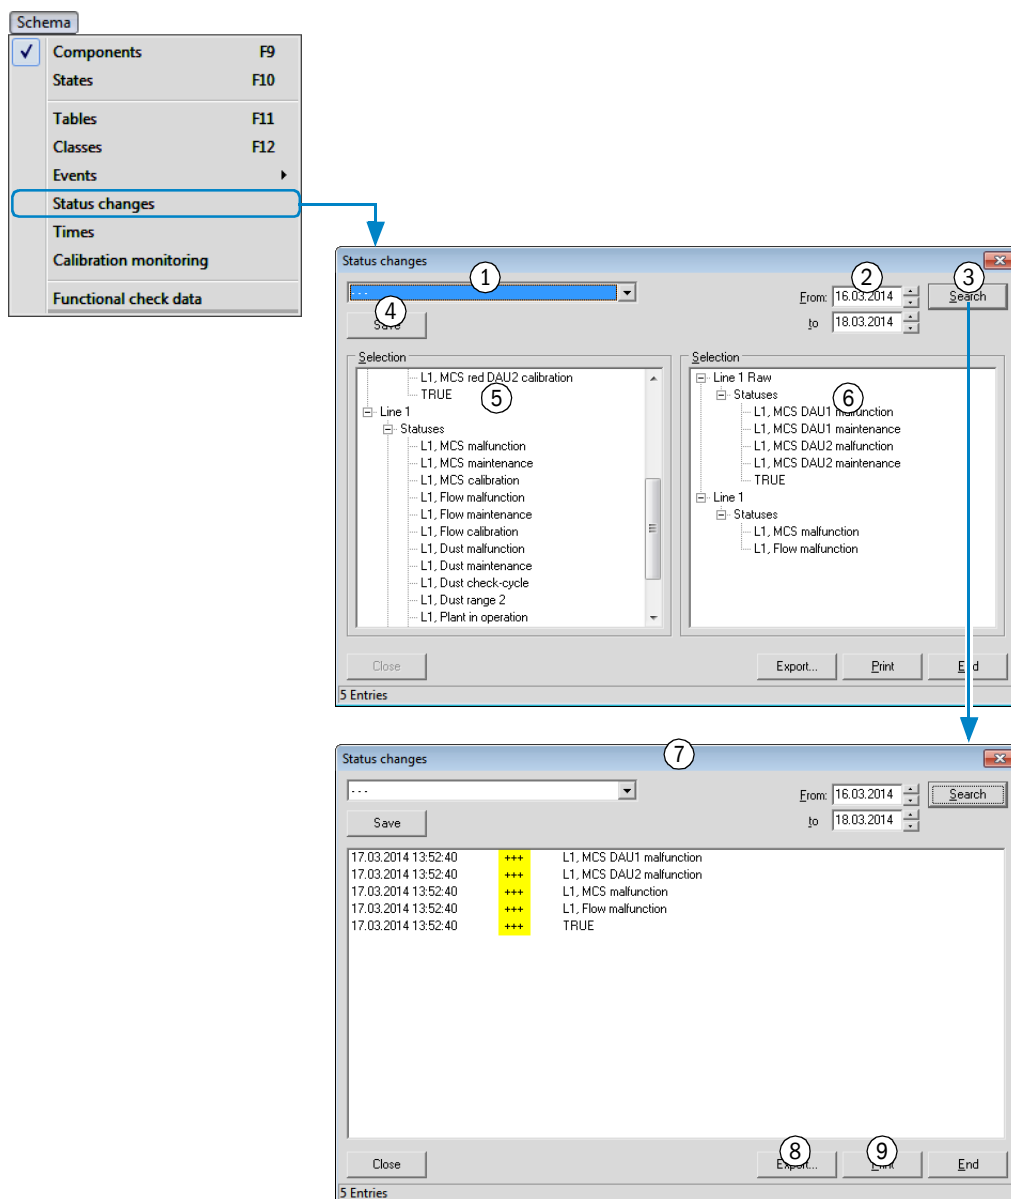 Schema
Components F9
States F10
Tables F11
Classes F12
Events
Status changes
Times
Calibration monitoring
Functional check data
Status changes
1
2
3
- - -
From: 16.03.2014
Search
4
Save
to 18.03.2014
Selection
L1, MCS red DAU2 calibration
TRUE
5
Line 1
Statuses
L1, MCS malfunction
L1, MCS maintenance
L1, MCS calibration
L1, Flow malfunction
L1, Flow maintenance
L1, Flow calibration
L1, Dust malfunction
L1, Dust maintenance
L1, Dust check-cycle
L1, Dust range 2
L1, Plant in operation
Selection
Line 1 Raw
Statuses
6
L1, MCS DAU1 malfunction
L1, MCS DAU1 maintenance
L1, MCS DAU2 malfunction
L1, MCS DAU2 maintenance
TRUE
Line 1
Statuses
L1, MCS malfunction
L1, Flow malfunction
Close
Export...
Print
End
5 Entries
Status changes
7
- - -
From: 16.03.2014
Search
Save
to 18.03.2014
17.03.2014 13:52:40 +++ L1, MCS DAU1 malfunction
17.03.2014 13:52:40 +++ L1, MCS DAU2 malfunction
17.03.2014 13:52:40 +++ L1, MCS malfunction
17.03.2014 13:52:40 +++ L1, Flow malfunction
17.03.2014 13:52:40 +++ TRUE
8
9
Close
Export...
Print
End
5 Entries